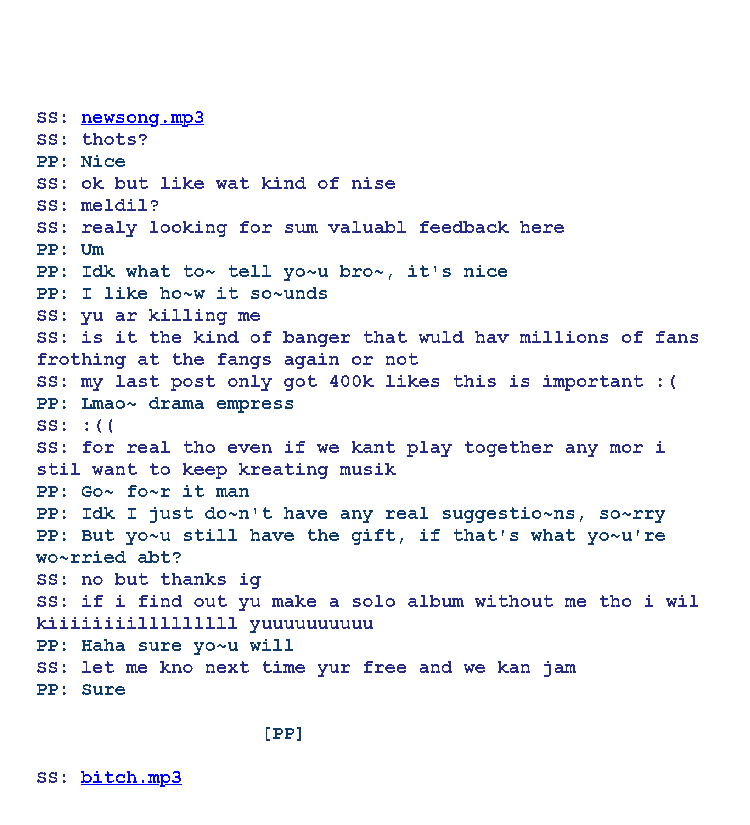 SS: newsong.mp3
SS: thots?
PP: Nice
SS: ok but like wat kind of nise
SS: meldil?
SS: realy looking for sum valuabl feedback here
PP: Um
PP: Idk what to~ tell yo~u bro~, it's nice
PP: I like ho~w it so~unds
SS: yu ar killing me
SS: is it the kind of banger that wuld hav millions of fans
frothing at the fangs again or not
SS: my last post only got 400k likes this is important :(
PP: Lmao~ drama empress
SS: :((
SS: for real tho even if we kant play together any mor i
stil want to keep kreating musik
PP: Go~ fo~r it man
PP: Idk I just do~n't have any real suggestio~ns, so~rry
PP: But yo~u still have the gift, if that's what yo~u're
wo~rried abt?
SS: no but thanks ig
SS: if i find out yu make a solo album without me tho i wil
kiiiiiiiilllllllll yuuuuuuuuuu
PP: Haha sure yo~u will
SS: let me kno next time yur free and we kan jam
PP: Sure
[PP]
SS: bitch.mp3